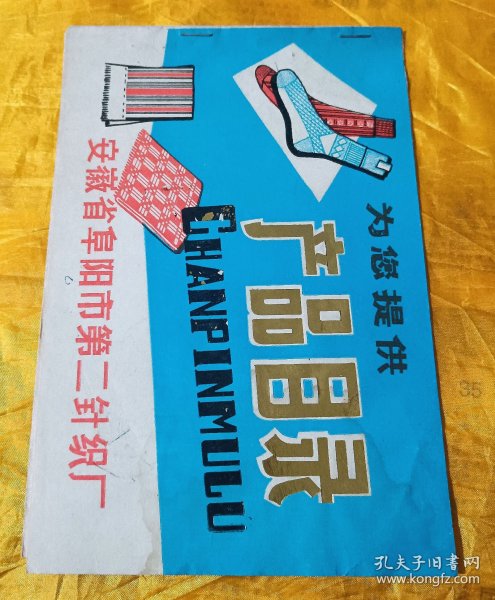 为您提供
产品目录
CHANPINMULU
安徽省阜阳市第二针织厂
35
孔夫子旧书网
www.kongfz.com